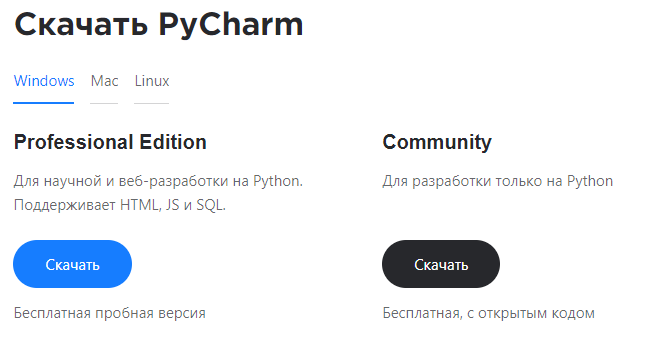 Скачать PyCharm
Windows Mac Linux
Professional Edition
Для научной и веб-разработки на Python.
Поддерживает HTML, JS и SQL.
Скачать
Бесплатная пробная версия
Community
Для разработки только на Python
Скачать
Бесплатная, с открытым кодом